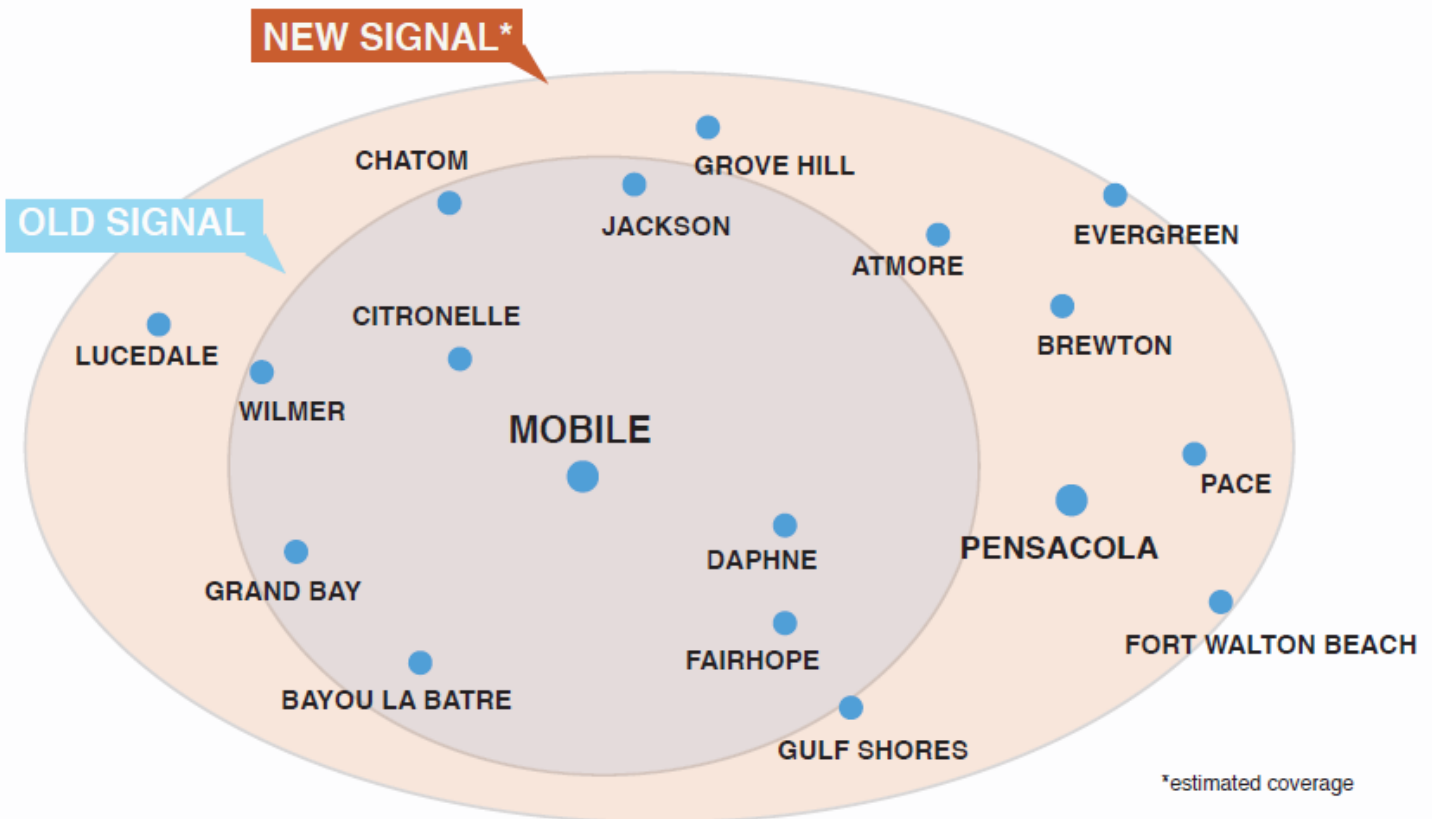 NEW SIGNAL*
CHATOM
GROVE HILL
OLD SIGNAL
JACKSON
EVERGREEN
ATMORE
CITRONELLE
BREWTON
LUCEDALE
WILMER
MOBILE
PACE
DAPHNE
PENSACOLA
GRAND BAY
FORT WALTON BEACH
FAIRHOPE
BAYOU LA BATRE
GULF SHORES
*estimated coverage